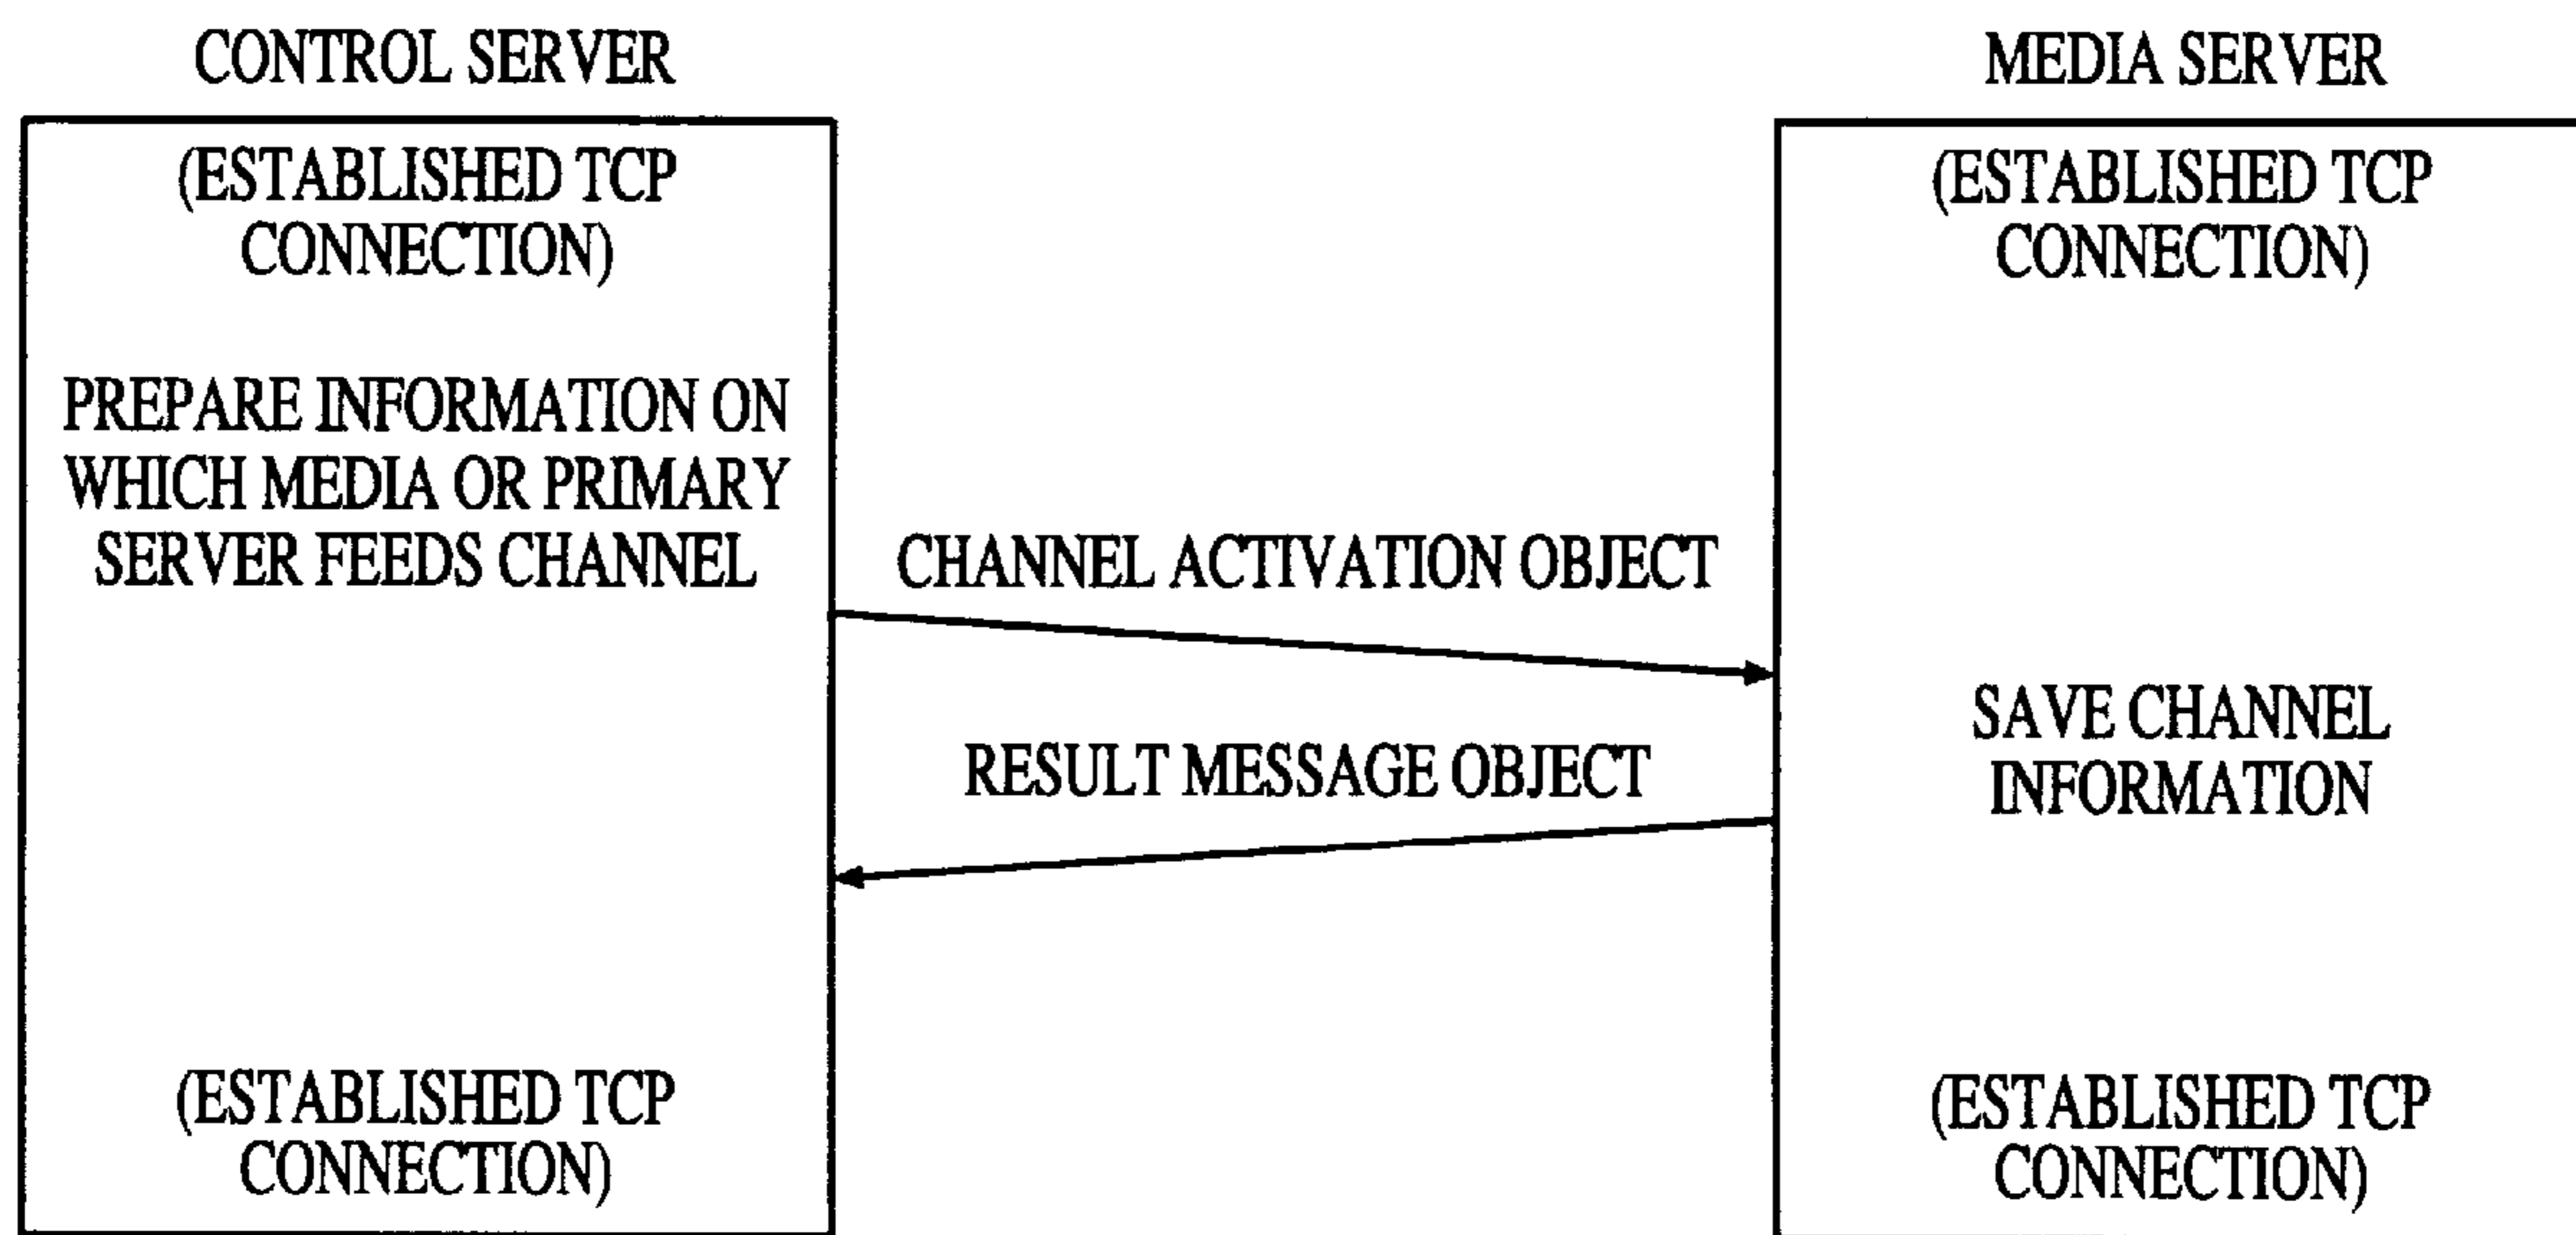 CONTROL SERVER
MEDIA SERVER
(ESTABLISHED TCP
CONNECTION)
(ESTABLISHED TCP
CONNECTION)
PREPARE INFORMATION ON
WHICH MEDIA OR PRIMARY
SERVER FEEDS CHANNEL
CHANNEL ACTIVATION OBJECT
SAVE CHANNEL
INFORMATION
RESULT MESSAGE OBJECT
(ESTABLISHED TCP
CONNECTION)
(ESTABLISHED TCP
CONNECTION)